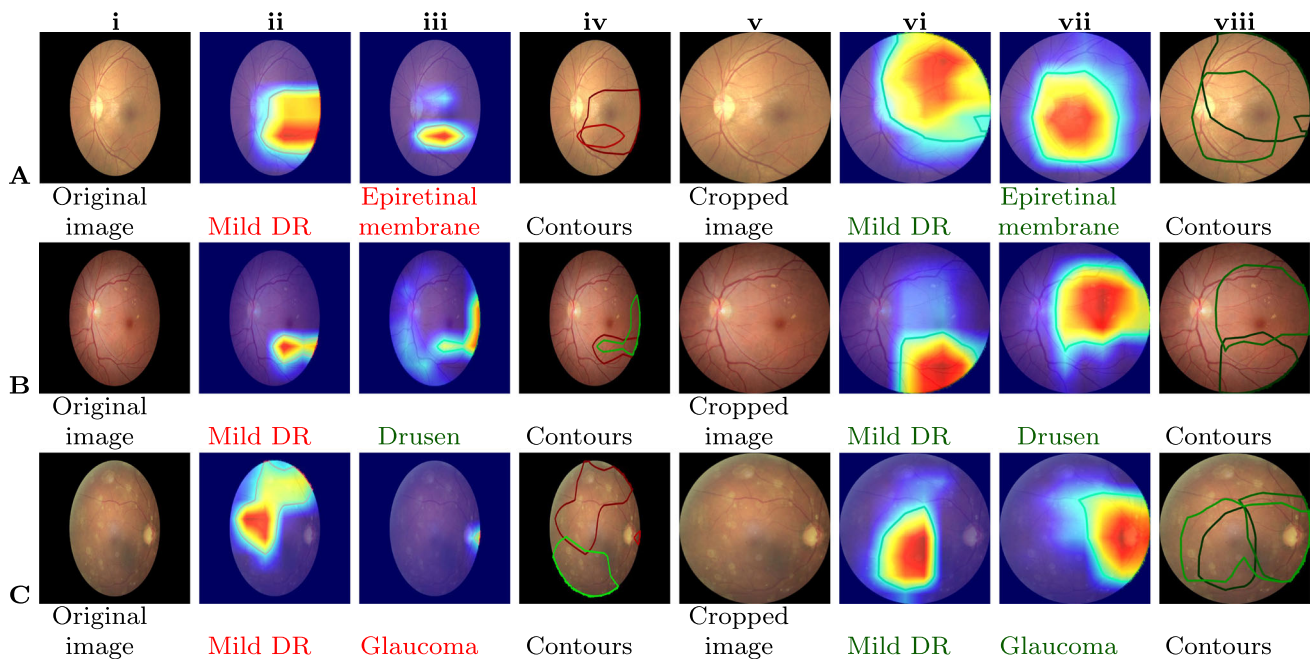 i ii iii iv v vi vii viii
A
Original image Mild DR Epiretinal membrane Contours Cropped image Mild DR Epiretinal membrane Contours
B
Original image Mild DR Drusen Contours Cropped image Mild DR Drusen Contours
C
Original image Mild DR Glaucoma Contours Cropped image Mild DR Glaucoma Contours